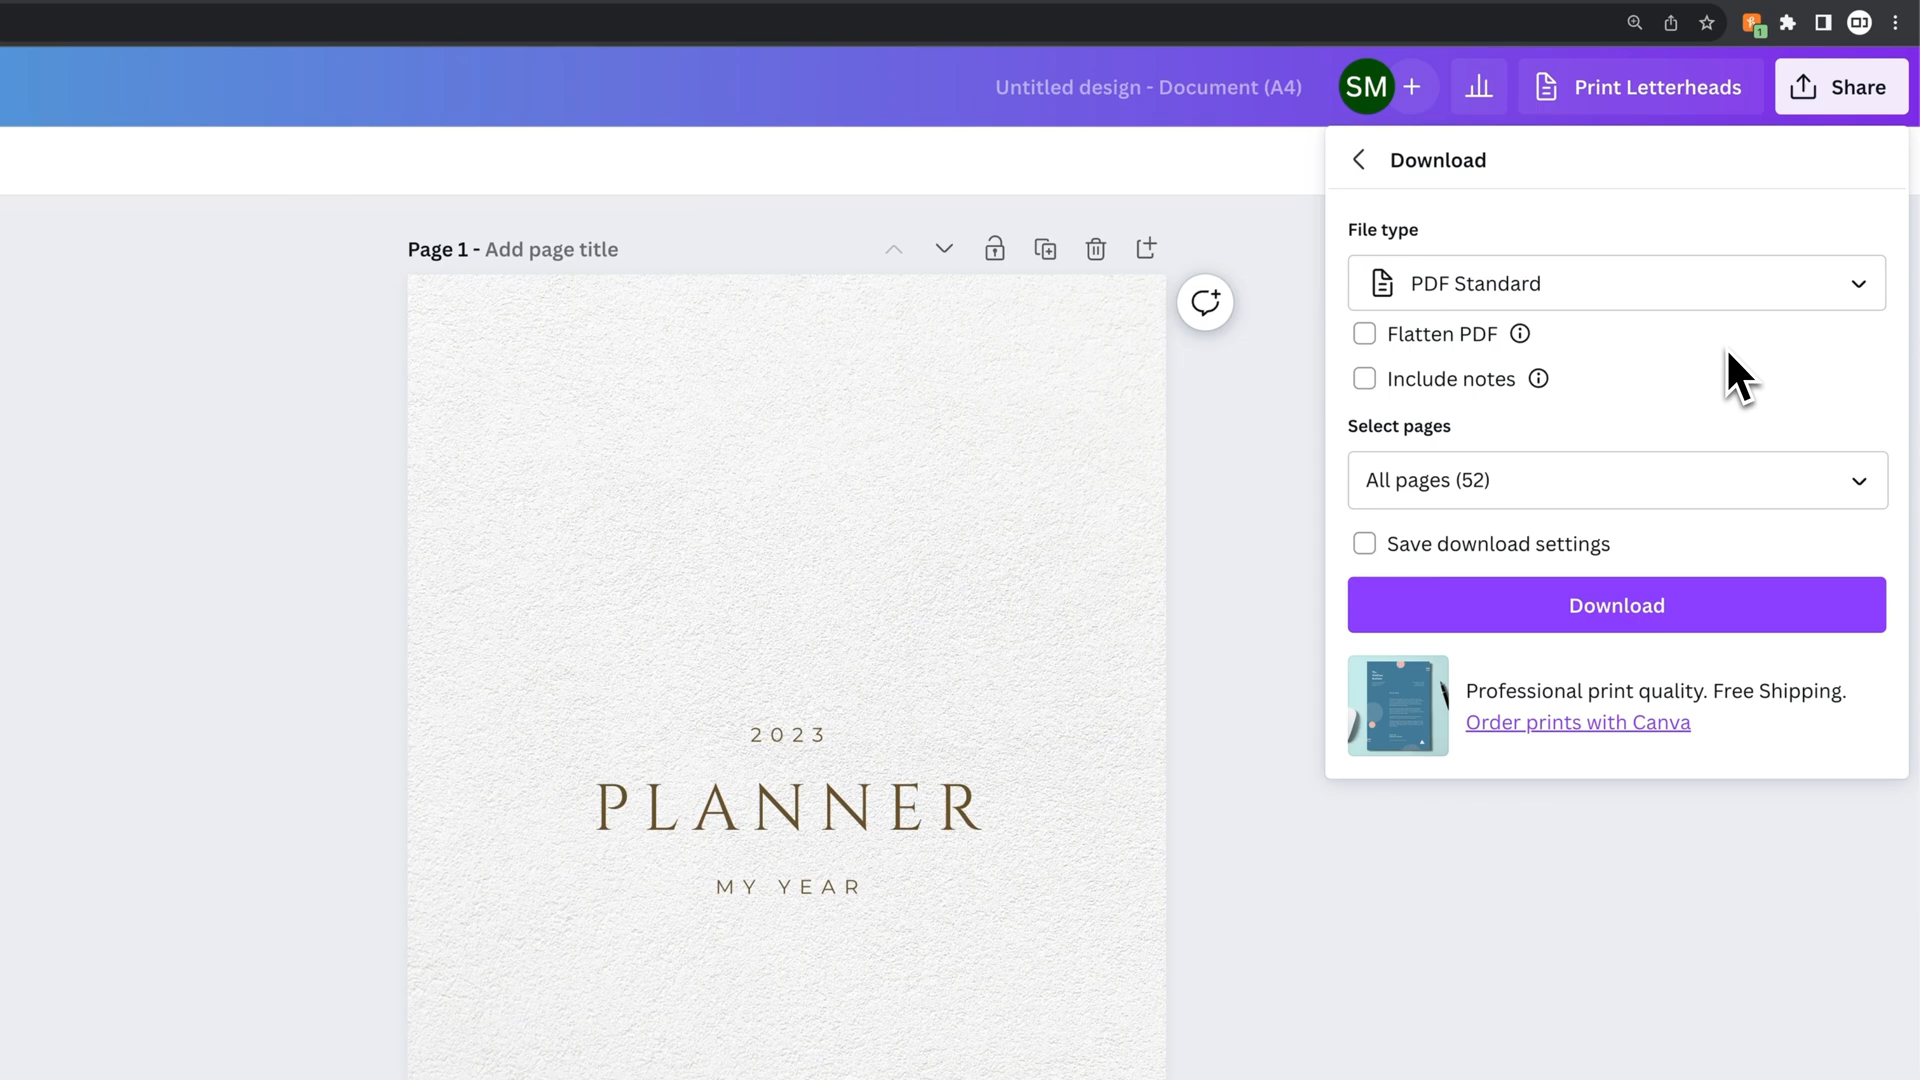 1
Untitled design - Document (A4)
SM
Print Letterheads
Share
Download
File type
PDF Standard
Flatten PDF
Include notes
Select pages
All pages (52)
Save download settings
Download
Professional print quality. Free Shipping.
Order prints with Canva
Page 1 - Add page title
2023
PLANNER
MY YEAR